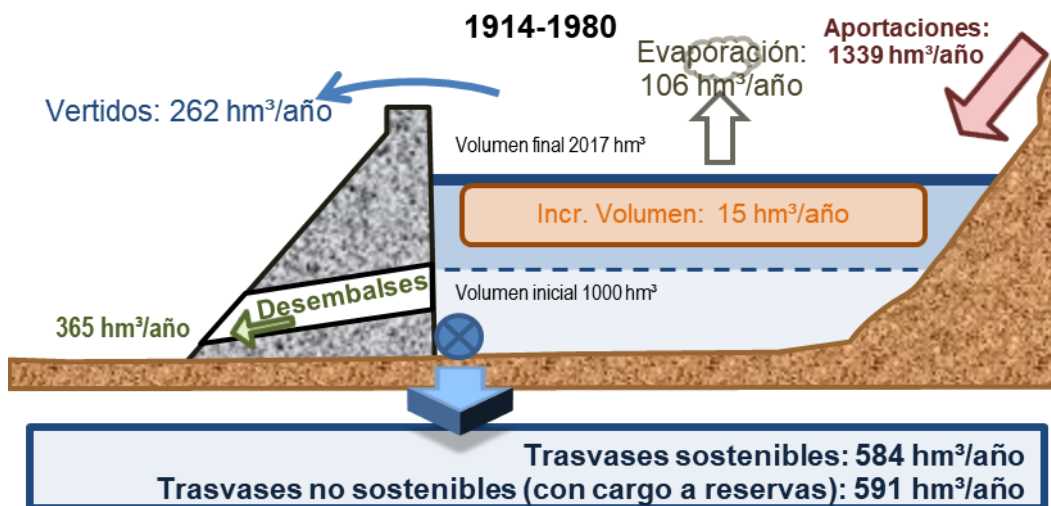 1914-1980
Aportaciones:
1339 hm³/año
Evaporación:
106 hm³/año
Vertidos: 262 hm³/año
Volumen final 2017 hm³
Incr. Volumen: 15 hm³/año
Volumen inicial 1000 hm³
Desembalses
365 hm³/año
Trasvases sostenibles: 584 hm³/año
Trasvases no sostenibles (con cargo a reservas): 591 hm³/año